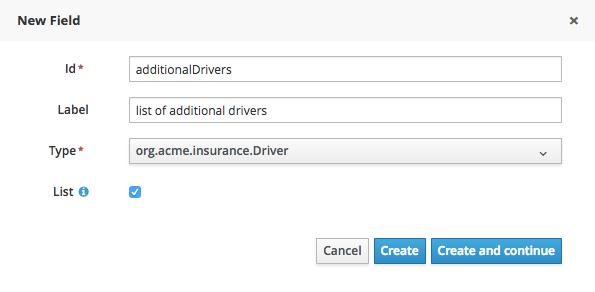 New Field ×
Id* additionalDrivers
Label list of additional drivers
Type* org.acme.insurance.Driver
List
Cancel Create Create and continue